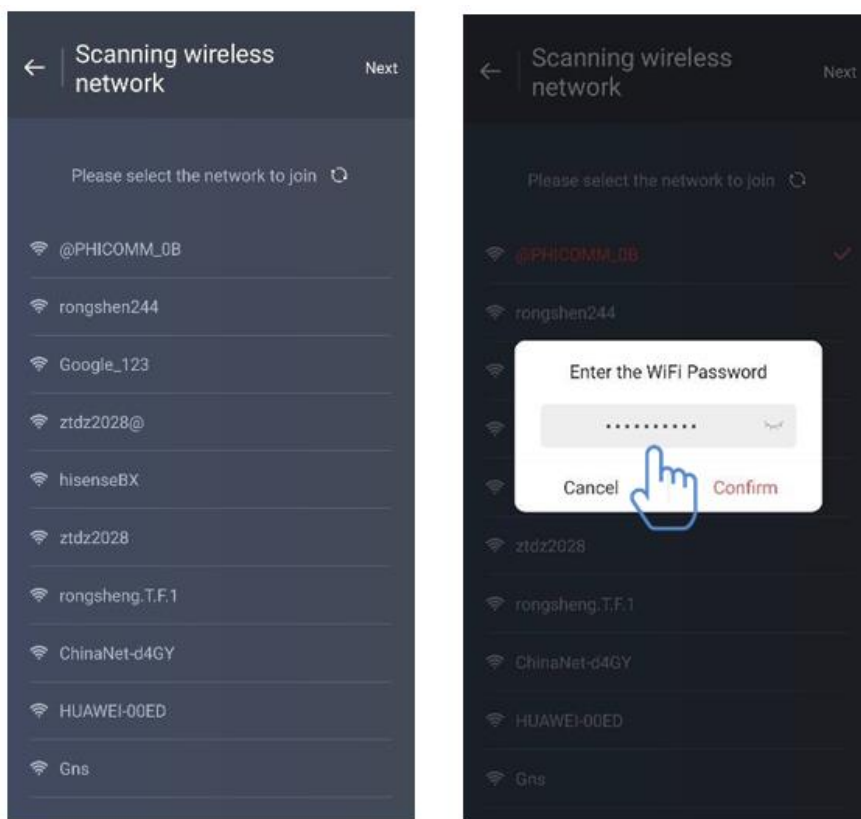 Scanning wireless
network
Next
Please select the network to join
@PHICOMM_0B
rongshen244
Google_123
ztdz2028@
hisenseBX
ztdz2028
rongsheng.T.F.1
ChinaNet-d4GY
HUAWEI-00ED
Gns
Scanning wireless
network
Next
Please select the network to join
@PHICOMM_0B
rongshen244
Enter the WiFi Password
••••••••••
Cancel
Confirm
ztdz2028
rongsheng.T.F.1
ChinaNet-d4GY
HUAWEI-00ED
Gns